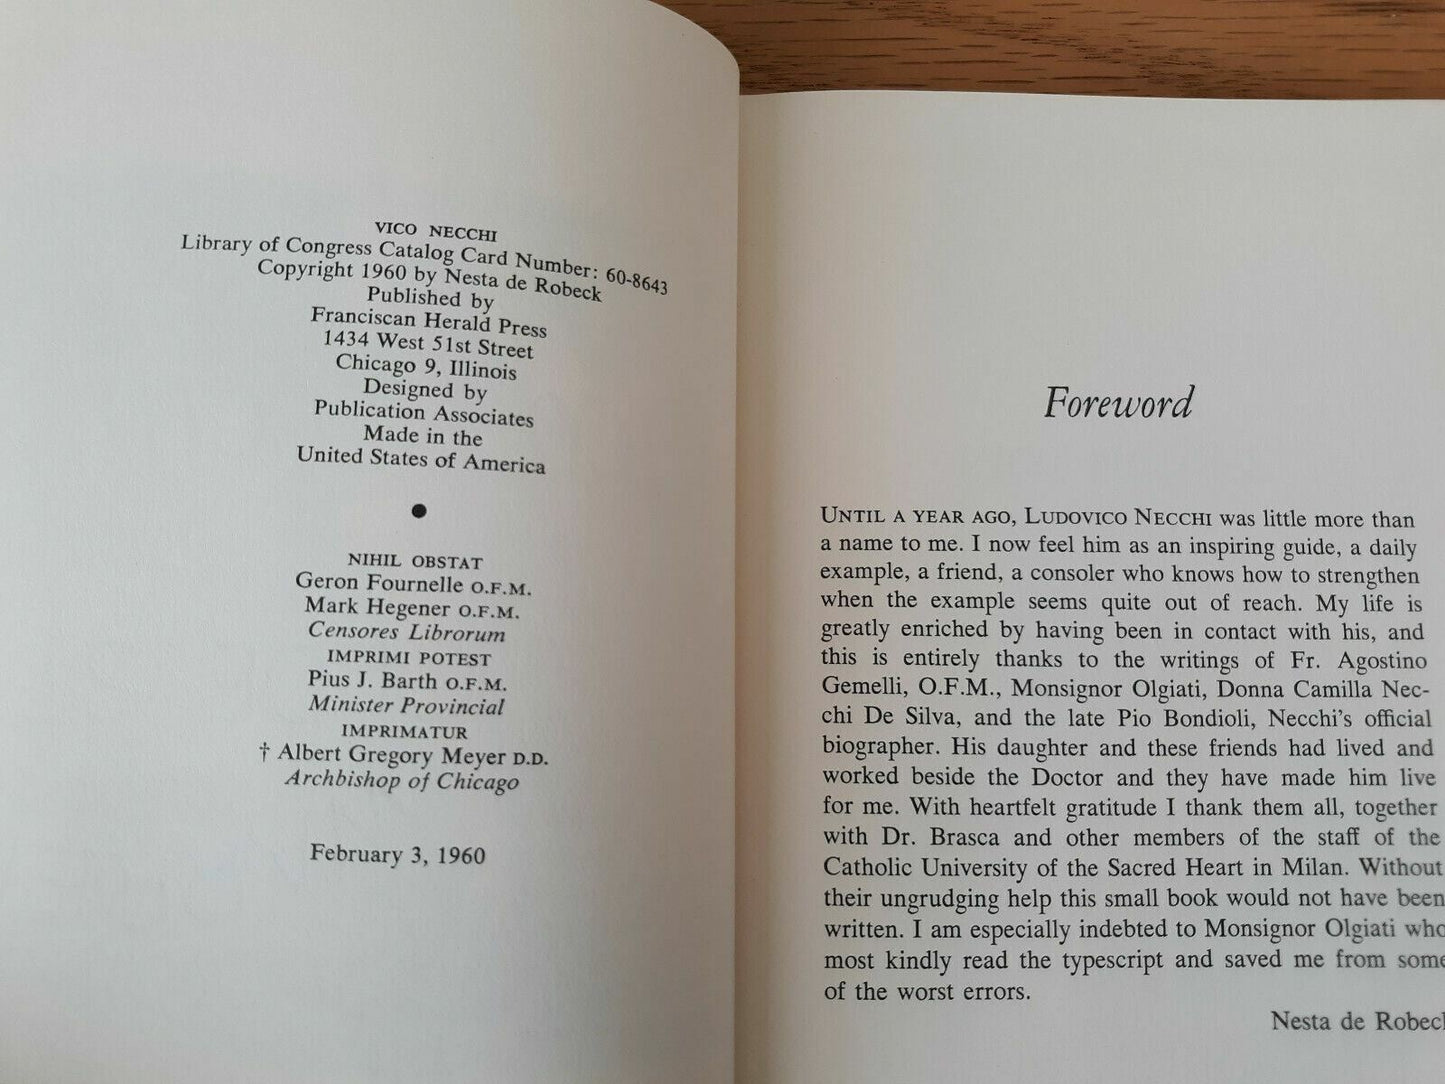 VICO NECCHI
Library of Congress Catalog Card Number: 60-8643
Copyright 1960 by Nesta de Robeck
Published by
Franciscan Herald Press
1434 West 51st Street
Chicago 9, Illinois
Designed by
Publication Associates
Made in the
United States of America
●
NIHIL OBSTAT
Geron Fournelle O.F.M.
Mark Hegener O.F.M.
Censores Librorum
IMPRIMI POTEST
Pius J. Barth O.F.M.
Minister Provincial
IMPRIMATUR
† Albert Gregory Meyer D.D.
Archbishop of Chicago
February 3, 1960
Foreword
UNTIL A YEAR AGO, LUDOVICO NECCHI was little more than
a name to me. I now feel him as an inspiring guide, a daily
example, a friend, a consoler who knows how to strengthen
when the example seems quite out of reach. My life is
greatly enriched by having been in contact with his, and
this is entirely thanks to the writings of Fr. Agostino
Gemelli, O.F.M., Monsignor Olgiati, Donna Camilla Nec-
chi De Silva, and the late Pio Bondioli, Necchi's official
biographer. His daughter and these friends had lived and
worked beside the Doctor and they have made him live
for me. With heartfelt gratitude I thank them all, together
with Dr. Brasca and other members of the staff of the
Catholic University of the Sacred Heart in Milan. Without
their ungrudging help this small book would not have been
written. I am especially indebted to Monsignor Olgiati who
most kindly read the typescript and saved me from some
of the worst errors.
Nesta de Robeck